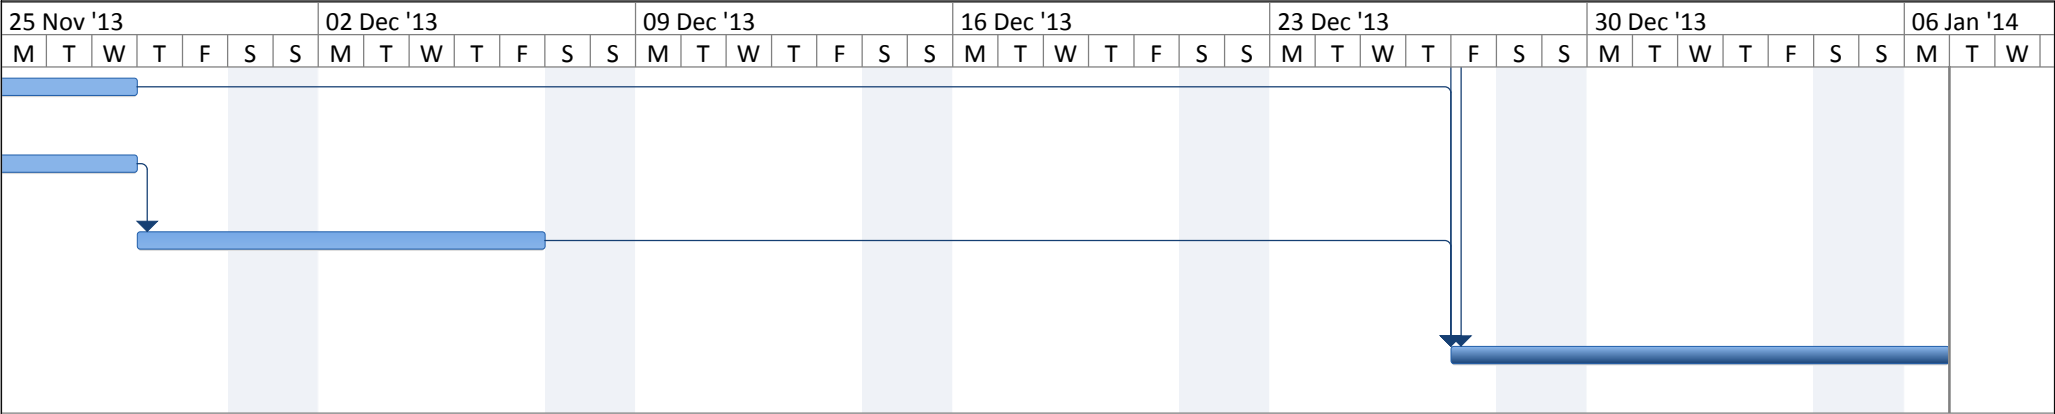 25 Nov '13 02 Dec '13 09 Dec '13 16 Dec '13 23 Dec '13 30 Dec '13 06 Jan '14
M T W T F S S M T W T F S S M T W T F S S M T W T F S S M T W T F S S M T W T F S S M T W